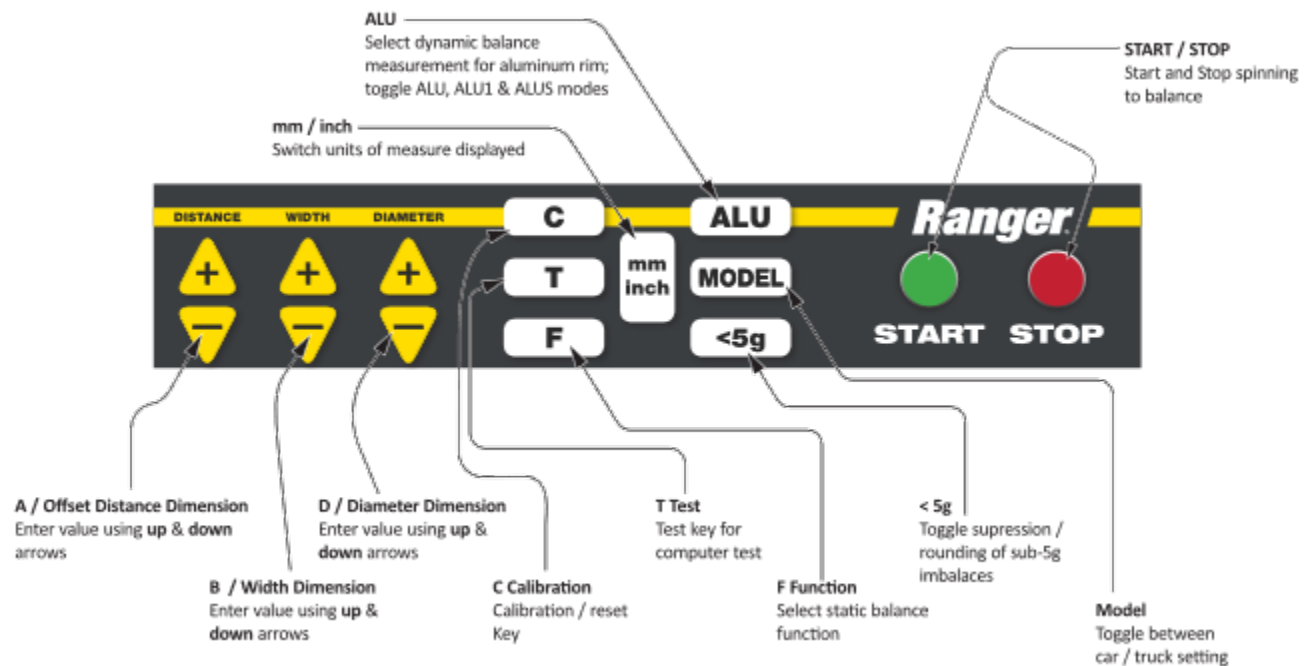 ALU
Select dynamic balance
measurement for aluminum rim;
toggle ALU, ALU1 & ALUS modes
START / STOP
Start and Stop spinning
to balance
mm / inch
Switch units of measure displayed
DISTANCE
WIDTH
DIAMETER
C
ALU
Ranger
+
+
+
T
mm
inch
MODEL
−
−
−
F
<5g
START
STOP
A / Offset Distance Dimension
Enter value using up & down
arrows
D / Diameter Dimension
Enter value using up &
down arrows
T Test
Test key for
computer test
< 5g
Toggle supression /
rounding of sub-5g
imbalaces
B / Width Dimension
Enter value using up &
down arrows
C Calibration
Calibration / reset
Key
F Function
Select static balance
function
Model
Toggle between
car / truck setting